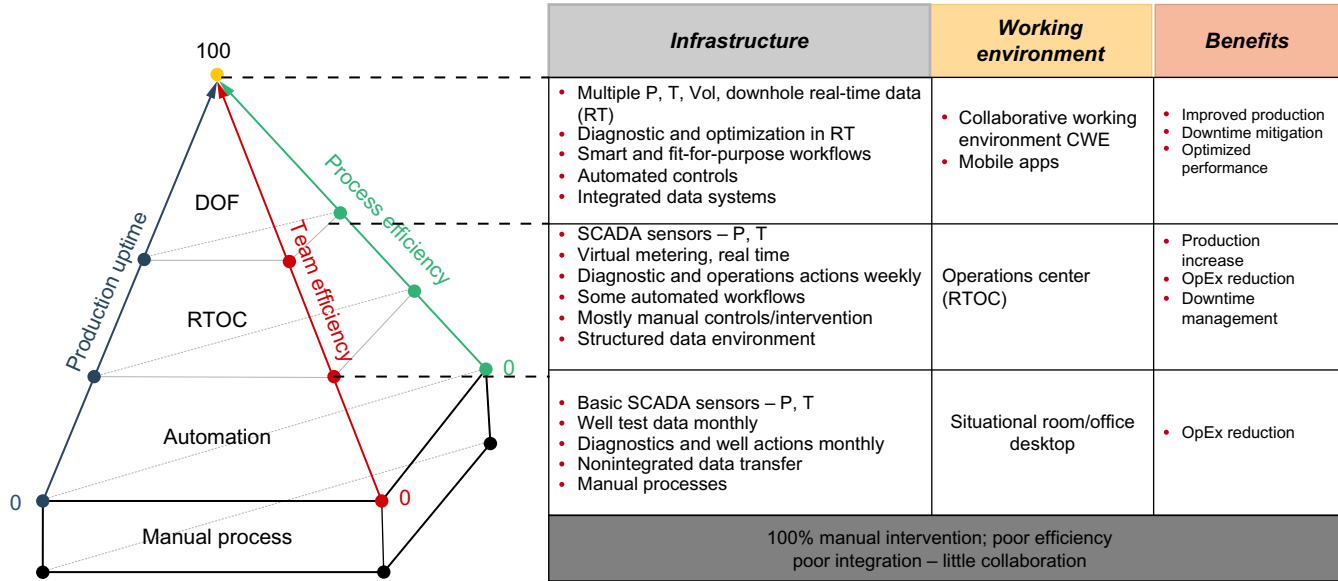 100
Production uptime
Team efficiency
Process efficiency
DOF
RTOC
Automation
Manual process
0
0
0
Infrastructure
Working
environment
Benefits
• Multiple P, T, Vol, downhole real-time data
(RT)
• Diagnostic and optimization in RT
• Smart and fit-for-purpose workflows
• Automated controls
• Integrated data systems
• Collaborative working
environment CWE
• Mobile apps
• Improved production
• Downtime mitigation
• Optimized
performance
• SCADA sensors – P, T
• Virtual metering, real time
• Diagnostic and operations actions weekly
• Some automated workflows
• Mostly manual controls/intervention
• Structured data environment
Operations center
(RTOC)
• Production
increase
• OpEx reduction
• Downtime
management
• Basic SCADA sensors – P, T
• Well test data monthly
• Diagnostics and well actions monthly
• Nonintegrated data transfer
• Manual processes
Situational room/office
desktop
• OpEx reduction
100% manual intervention; poor efficiency
poor integration – little collaboration